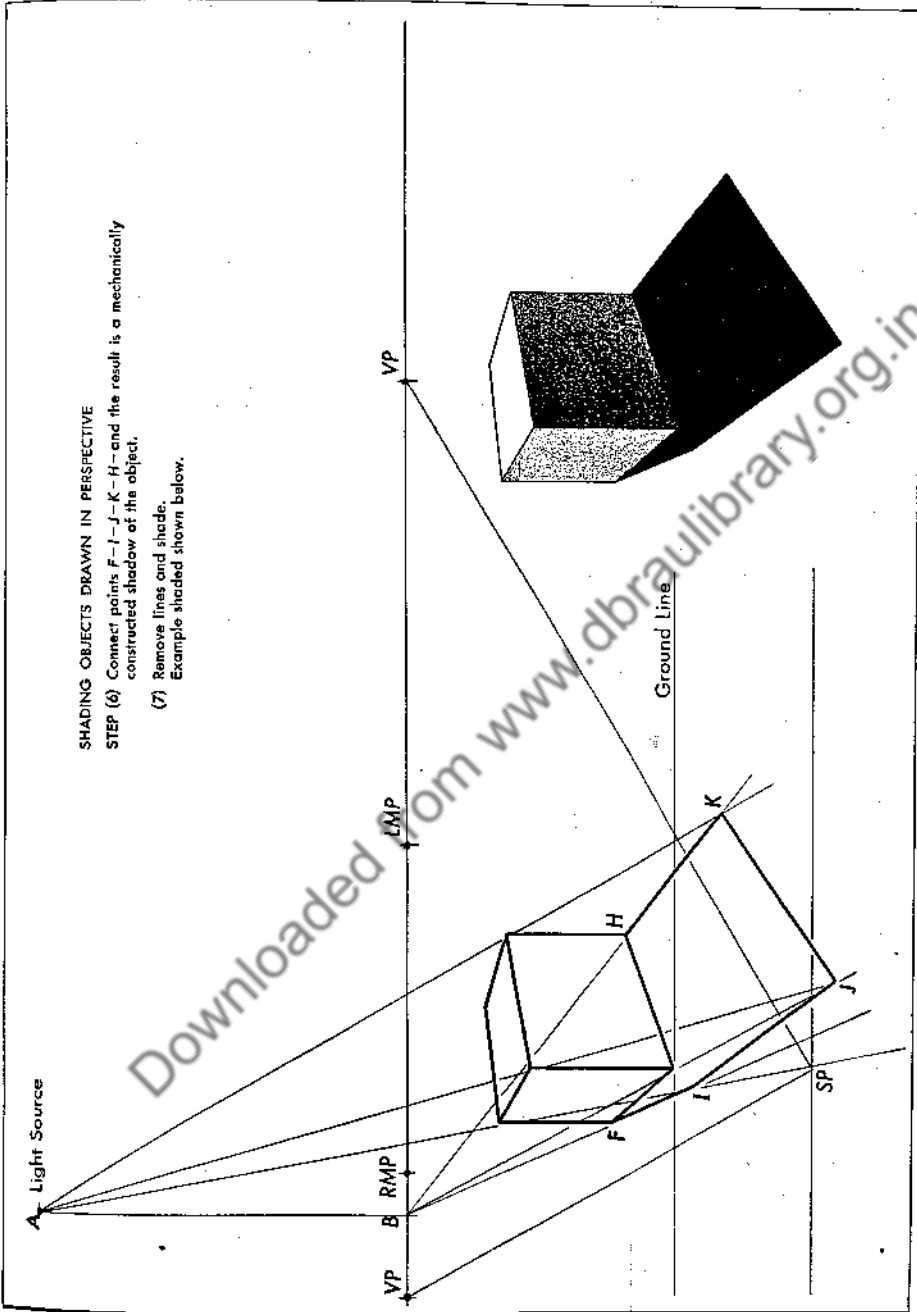 SHADING OBJECTS DRAWN IN PERSPECTIVE
STEP (6) Connect points F–I–J–K–H–and the result is a mechanically
constructed shadow of the object.
(7) Remove lines and shade.
Example shaded shown below.
A Light Source
VP
B
RMP
LMP
VP
F
H
I
J
K
Ground Line
SP
Downloaded from www.dbraulibrary.org.in